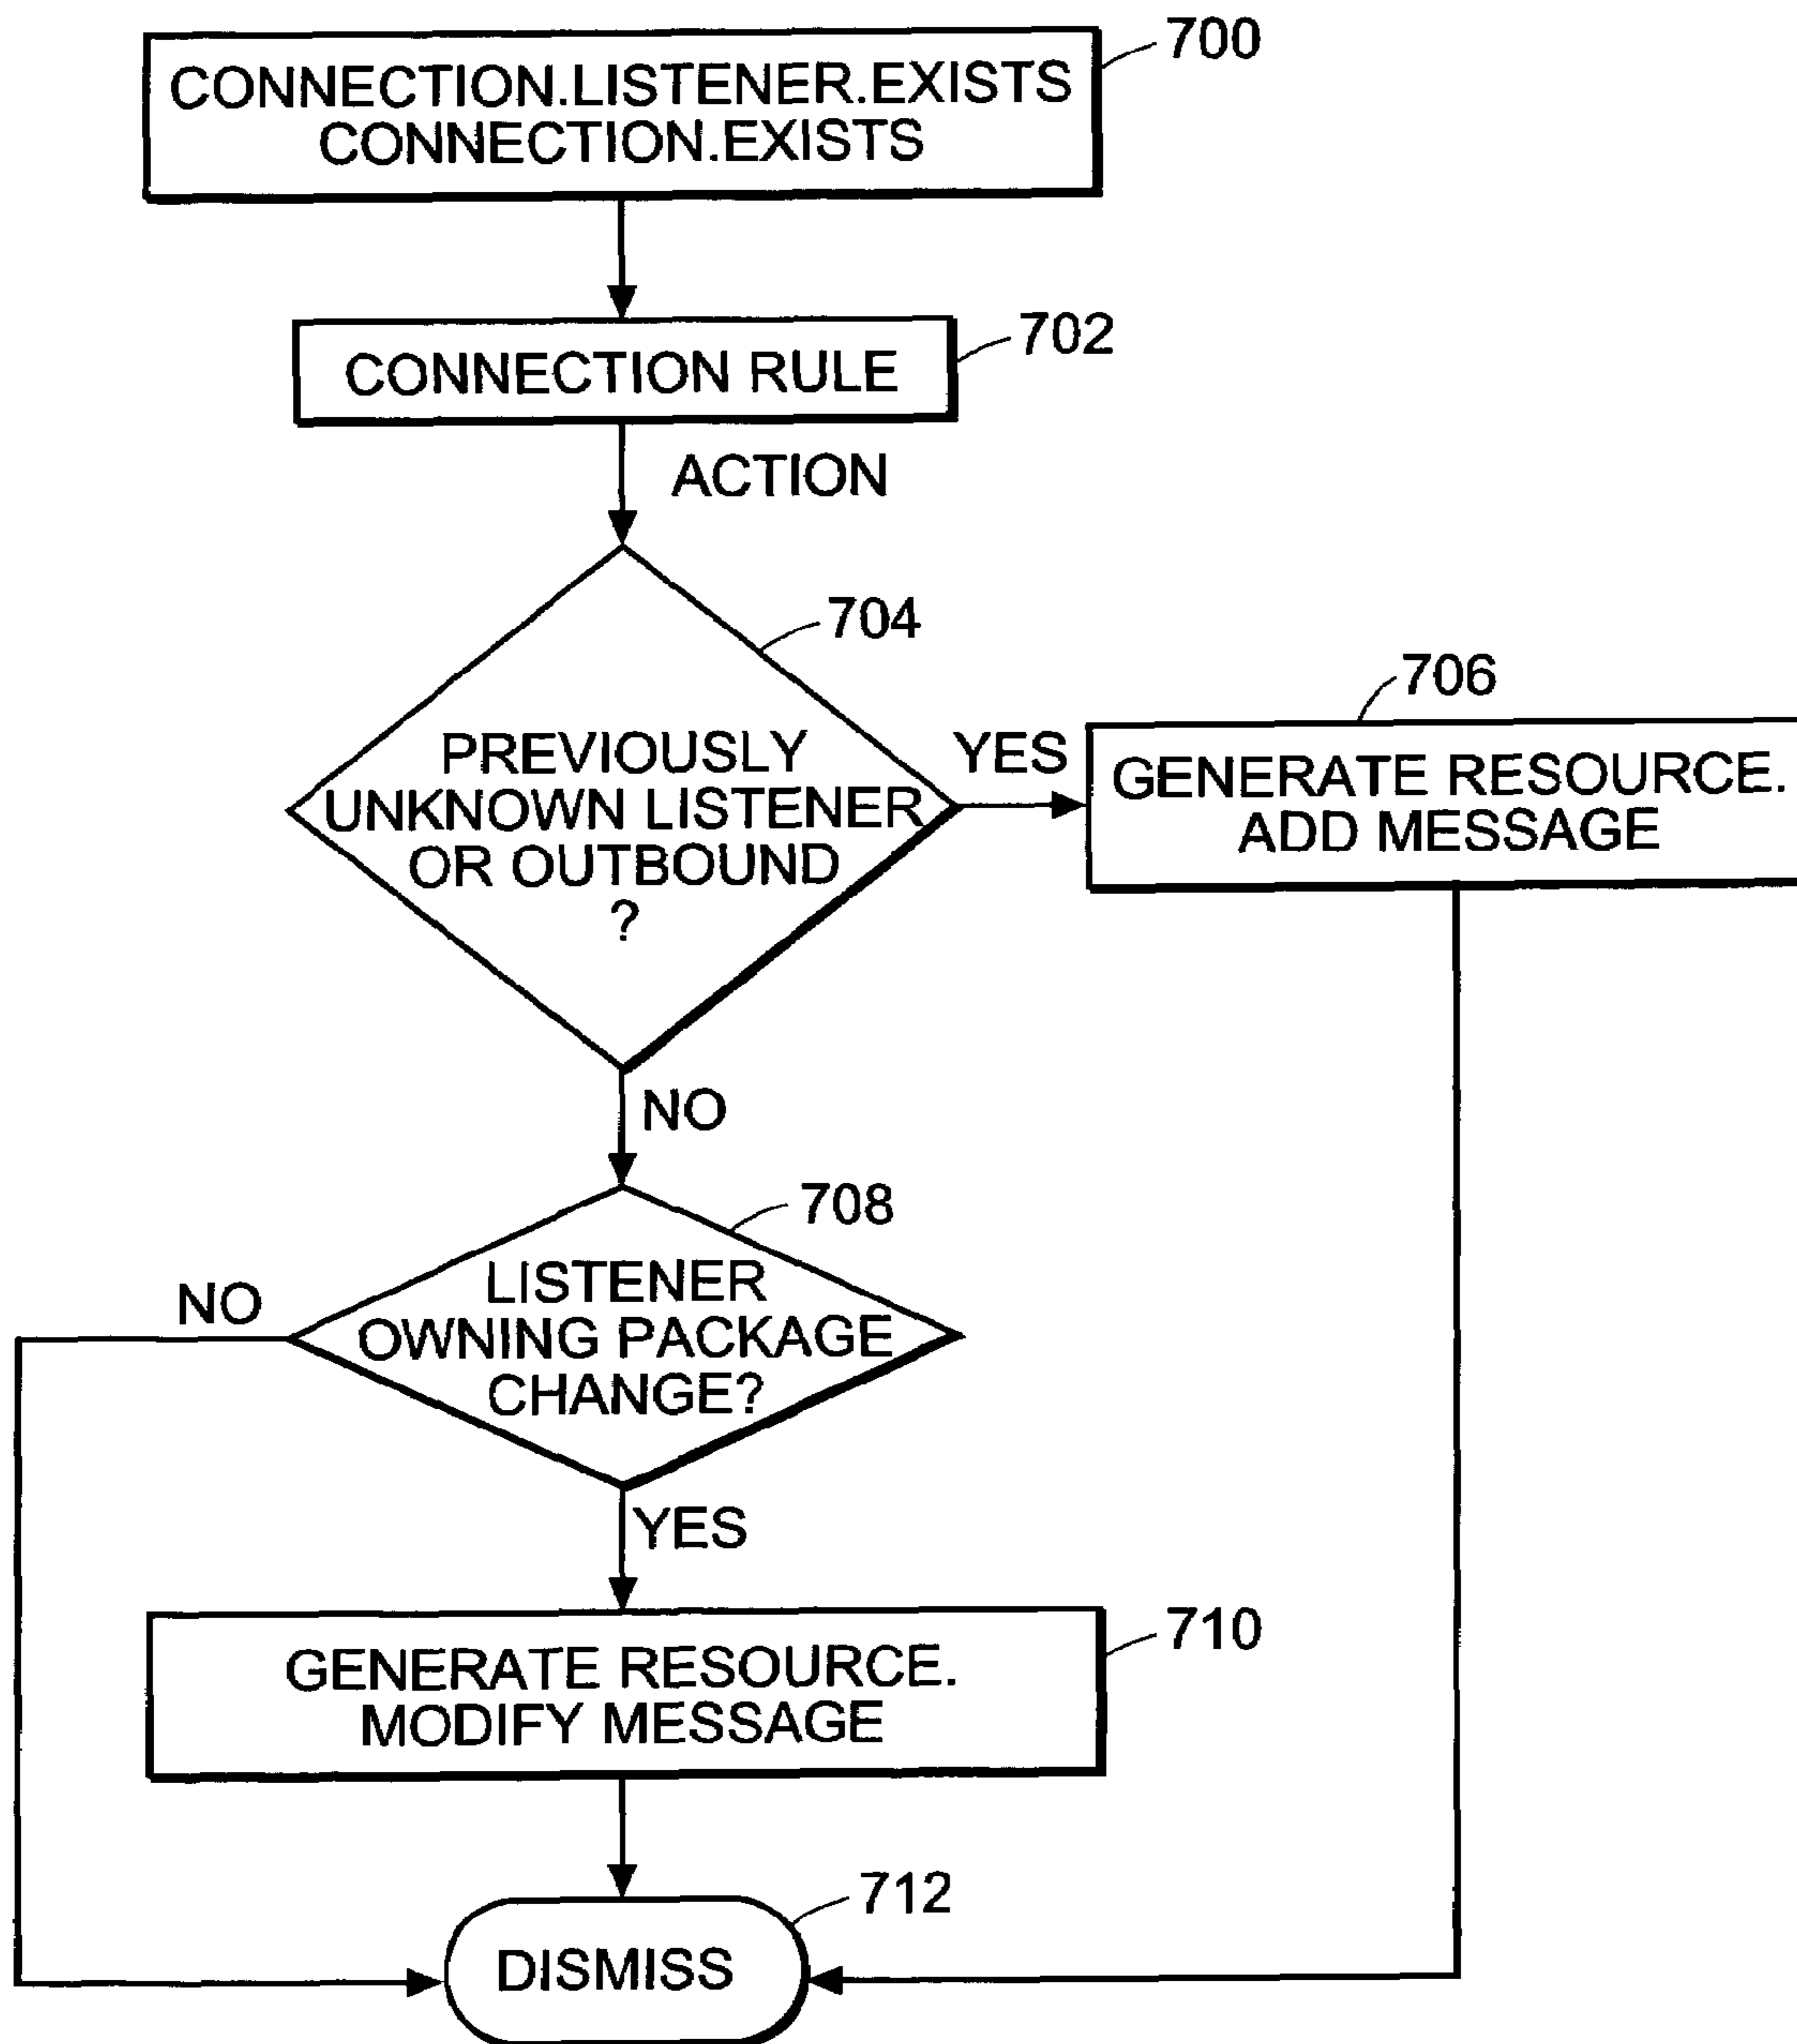 700
CONNECTION.LISTENER.EXISTS
CONNECTION.EXISTS
702
CONNECTION RULE
ACTION
704
PREVIOUSLY
UNKNOWN LISTENER
OR OUTBOUND
?
YES
706
GENERATE RESOURCE.
ADD MESSAGE
NO
708
LISTENER
OWNING PACKAGE
CHANGE?
NO
YES
710
GENERATE RESOURCE.
MODIFY MESSAGE
712
DISMISS